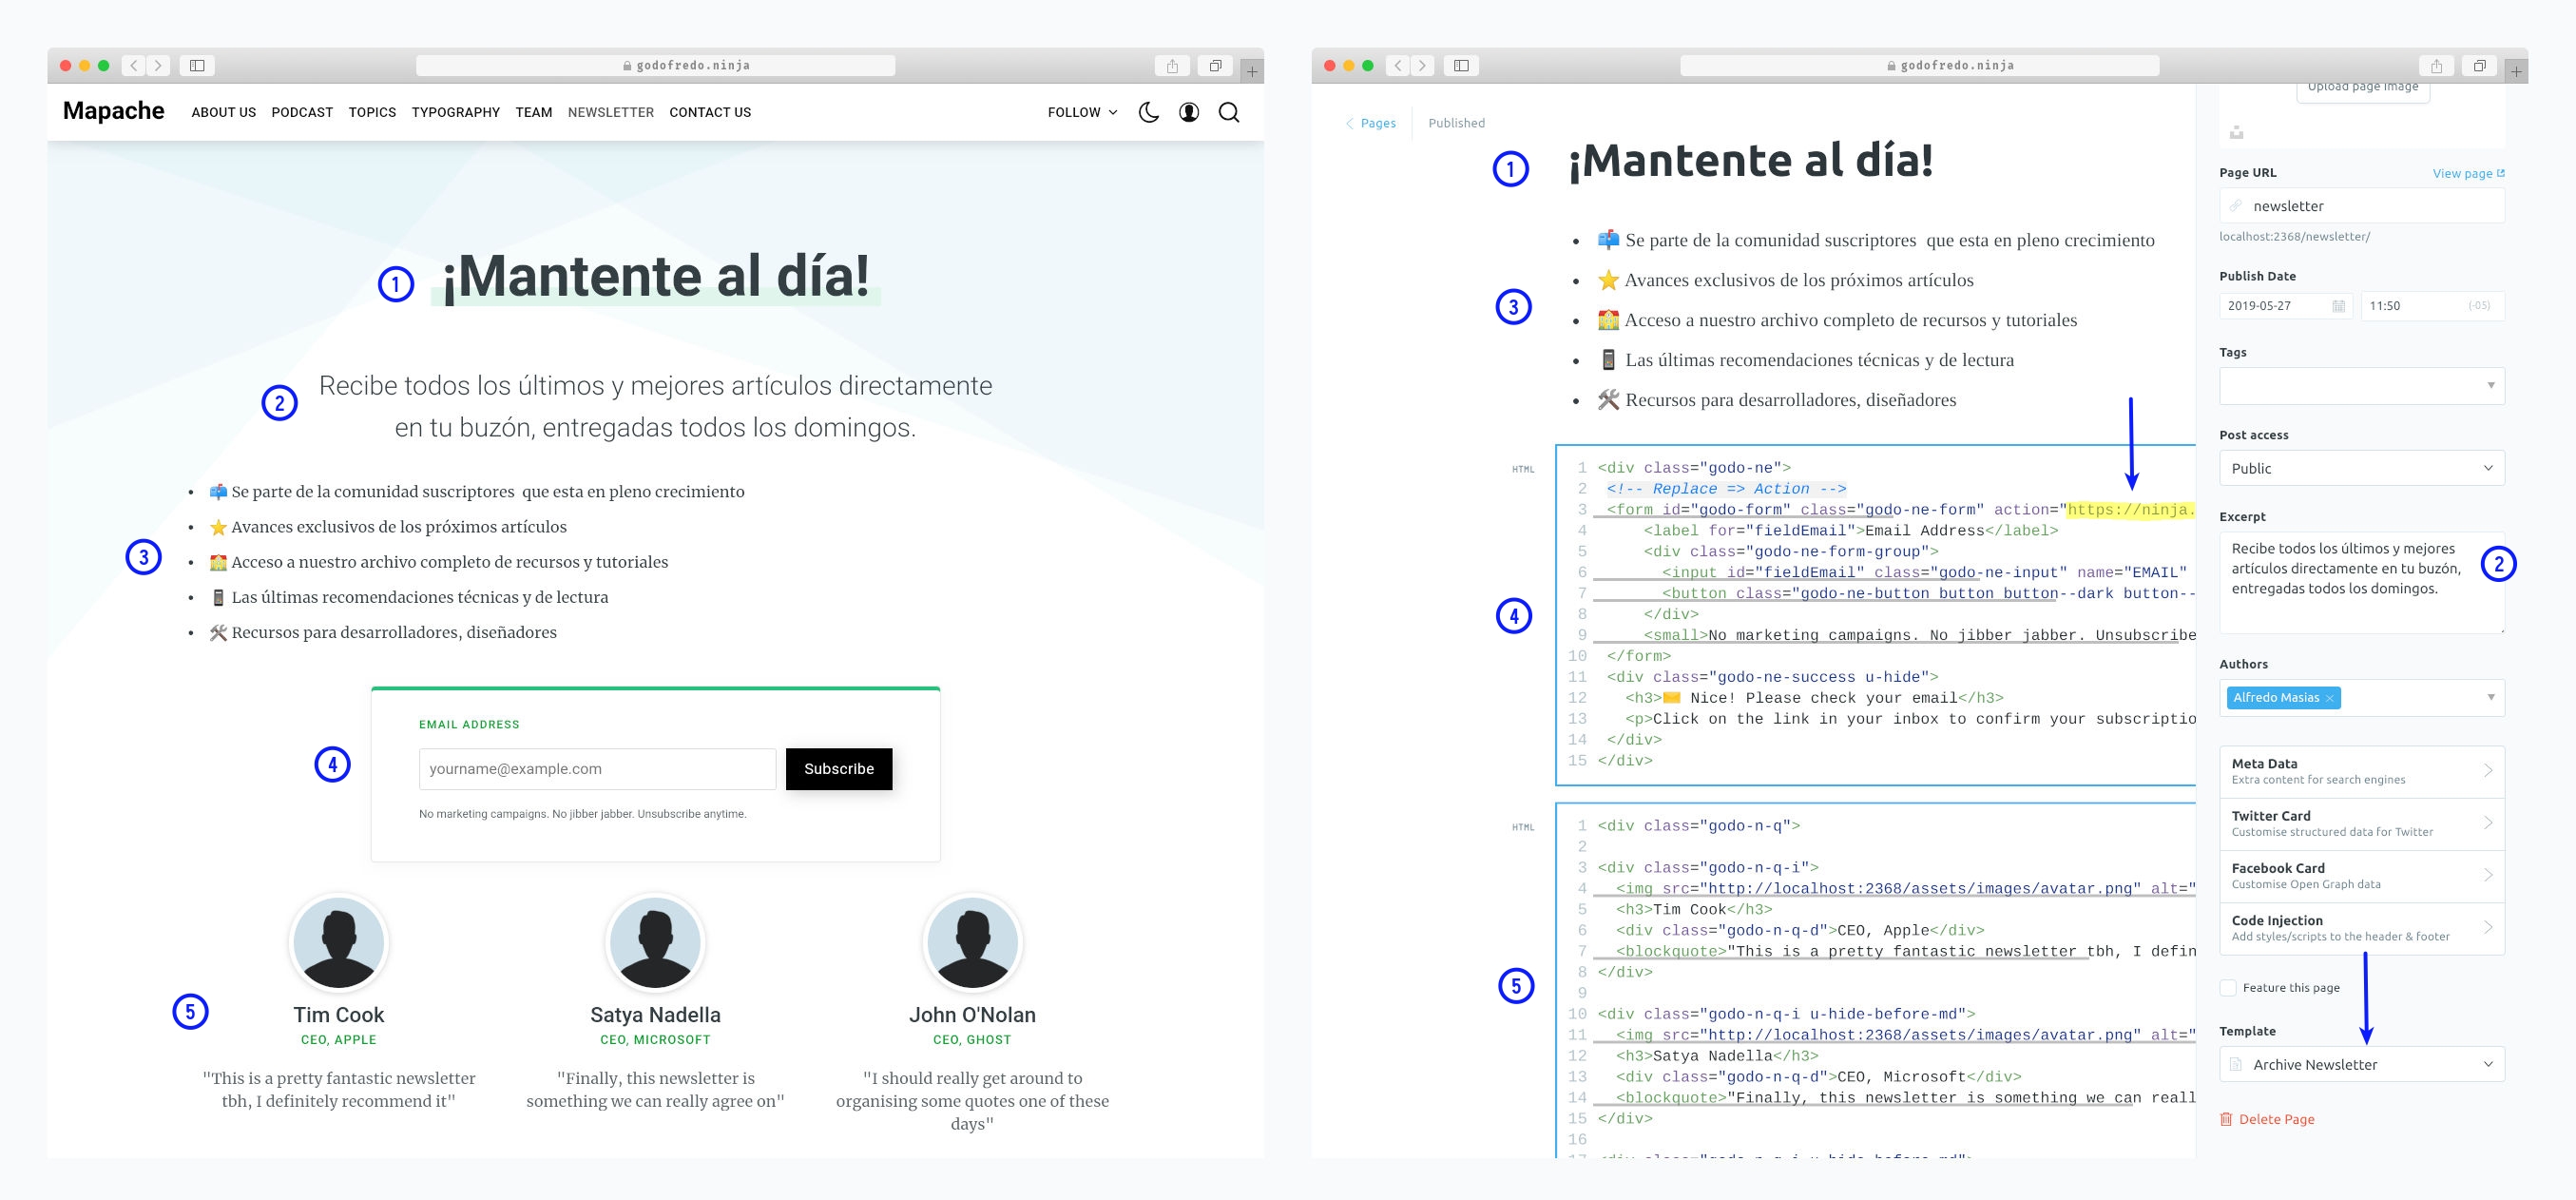 godofredo.ninja
Mapache ABOUT US PODCAST TOPICS TYPOGRAPHY TEAM NEWSLETTER CONTACT US FOLLOW
1 ¡Mantente al día!
2 Recibe todos los últimos y mejores artículos directamente
en tu buzón, entregadas todos los domingos.
3
• 📫 Se parte de la comunidad suscriptores  que esta en pleno crecimiento
• ⭐ Avances exclusivos de los próximos artículos
• 🏫 Acceso a nuestro archivo completo de recursos y tutoriales
• 📱 Las últimas recomendaciones técnicas y de lectura
• 🛠 Recursos para desarrolladores, diseñadores
4
EMAIL ADDRESS
yourname@example.com Subscribe
No marketing campaigns. No jibber jabber. Unsubscribe anytime.
5
Tim Cook
CEO, APPLE
"This is a pretty fantastic newsletter
tbh, I definitely recommend it"
Satya Nadella
CEO, MICROSOFT
"Finally, this newsletter is
something we can really agree on"
John O'Nolan
CEO, GHOST
"I should really get around to
organising some quotes one of these
days"
godofredo.ninja
Pages Published
1 ¡Mantente al día!
3
• 📫 Se parte de la comunidad suscriptores  que esta en pleno crecimiento
• ⭐ Avances exclusivos de los próximos artículos
• 🏫 Acceso a nuestro archivo completo de recursos y tutoriales
• 📱 Las últimas recomendaciones técnicas y de lectura
• 🛠 Recursos para desarrolladores, diseñadores
HTML
4
1 <div class="godo-ne">
2 <!-- Replace => Action -->
3 <form id="godo-form" class="godo-ne-form" action="https://ninja.
4 <label for="fieldEmail">Email Address</label>
5 <div class="godo-ne-form-group">
6 <input id="fieldEmail" class="godo-ne-input" name="EMAIL"
7 <button class="godo-ne-button button button--dark button--
8 </div>
9 <small>No marketing campaigns. No jibber jabber. Unsubscribe
10 </form>
11 <div class="godo-ne-success u-hide">
12 <h3>✉️ Nice! Please check your email</h3>
13 <p>Click on the link in your inbox to confirm your subscriptio
14 </div>
15 </div>
HTML
5
1 <div class="godo-n-q">
2
3 <div class="godo-n-q-i">
4 <img src="http://localhost:2368/assets/images/avatar.png" alt="
5 <h3>Tim Cook</h3>
6 <div class="godo-n-q-d">CEO, Apple</div>
7 <blockquote>"This is a pretty fantastic newsletter tbh, I defin
8 </div>
9
10 <div class="godo-n-q-i u-hide-before-md">
11 <img src="http://localhost:2368/assets/images/avatar.png" alt="
12 <h3>Satya Nadella</h3>
13 <div class="godo-n-q-d">CEO, Microsoft</div>
14 <blockquote>"Finally, this newsletter is something we can reall
15 </div>
16
17 <div class="godo-n-q-i u-hide-before-md">
Upload page image
Page URL View page
newsletter
localhost:2368/newsletter/
Publish Date
2019-05-27 11:50 (-05)
Tags
Post access
Public
Excerpt
Recibe todos los últimos y mejores
artículos directamente en tu buzón,
entregadas todos los domingos.
2
Authors
Alfredo Masias ×
Meta Data
Extra content for search engines
Twitter Card
Customise structured data for Twitter
Facebook Card
Customise Open Graph data
Code Injection
Add styles/scripts to the header & footer
Feature this page
Template
Archive Newsletter
Delete Page